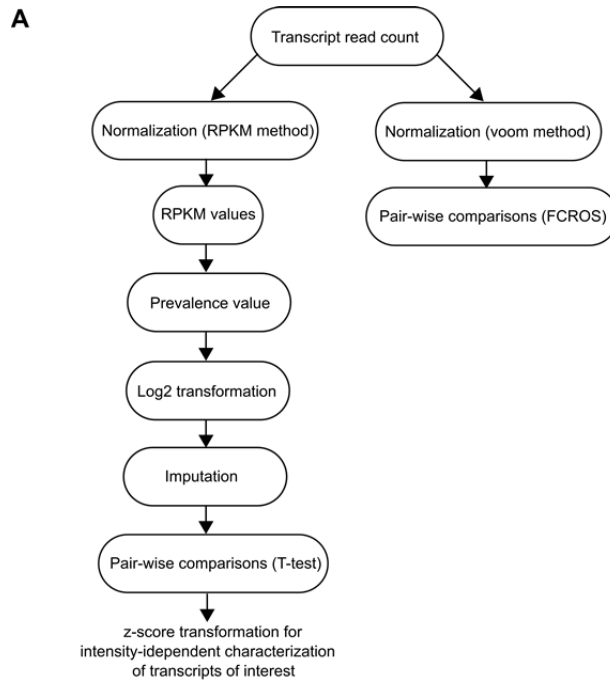 A
Transcript read count
Normalization (RPKM method)
Normalization (voom method)
RPKM values
Pair-wise comparisons (FCROS)
Prevalence value
Log2 transformation
Imputation
Pair-wise comparisons (T-test)
z-score transformation for
intensity-idependent characterization
of transcripts of interest